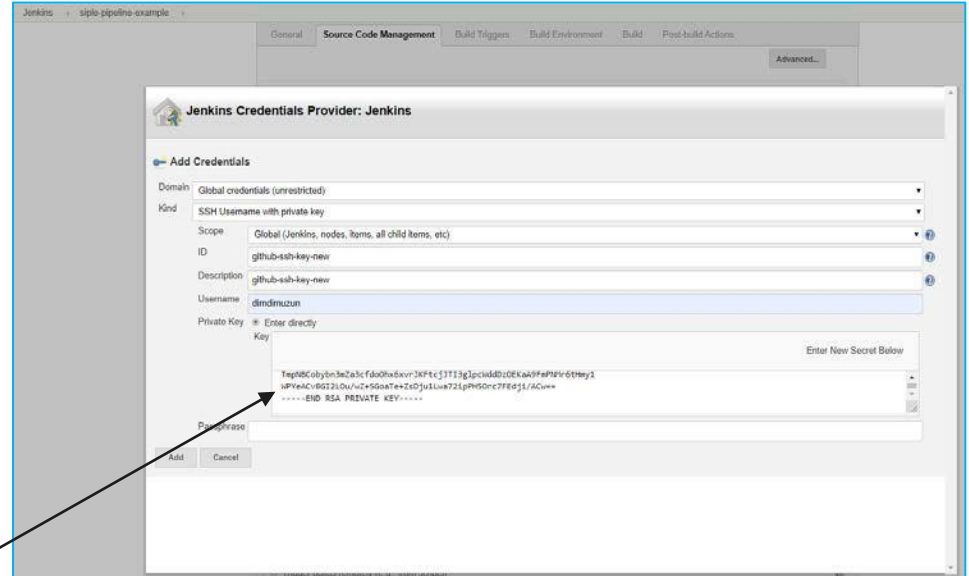 Jenkins siple-pipeline-example
General Source Code Management Build Triggers Build Environment Build Post-build Actions
Advanced...
Jenkins Credentials Provider: Jenkins
Add Credentials
Domain Global credentials (unrestricted)
Kind SSH Username with private key
Scope Global (Jenkins, nodes, items, all child items, etc)
ID github-ssh-key-new
Description github-ssh-key-new
Username dimdimuzun
Private Key Enter directly
Key
Enter New Secret Below
-----END RSA PRIVATE KEY-----
Passphrase
Add Cancel